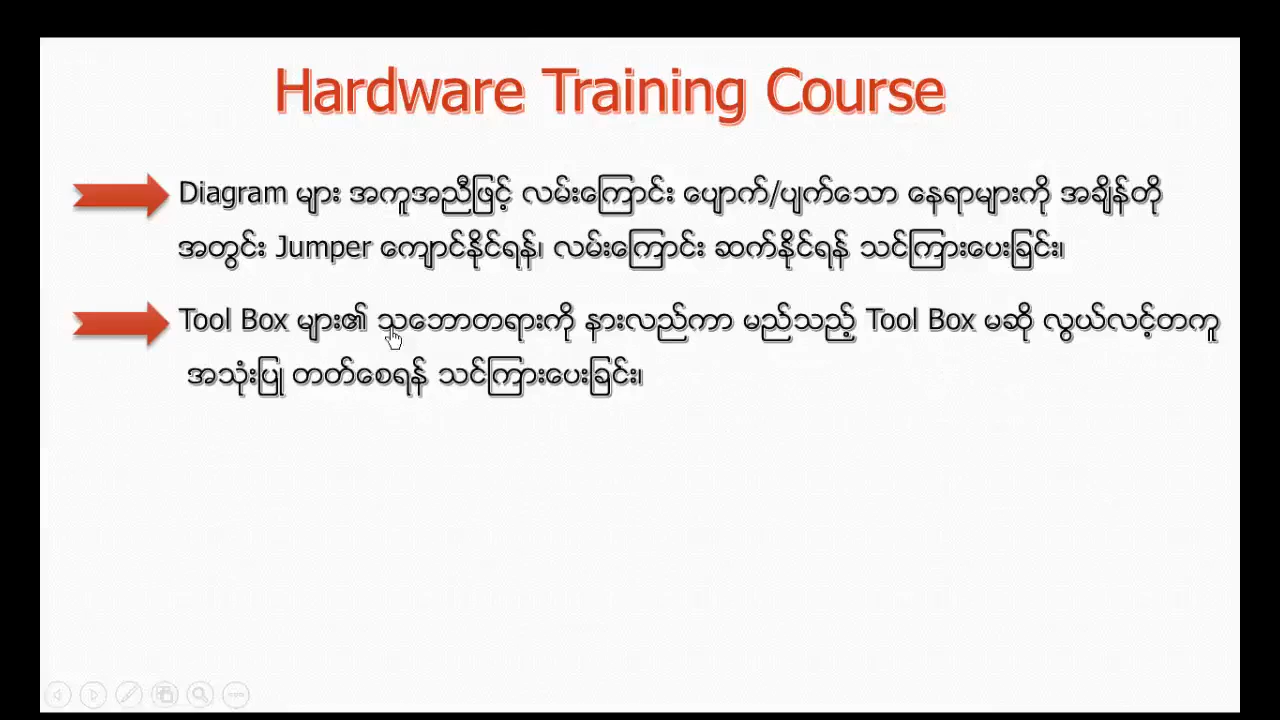 Hardware Training Course
Diagram များ အကူအညီဖြင့် လမ်းကြောင်း ပျောက်/ပျက်သော နေရာများကို အချိန်တို
အတွင်း Jumper ကျောင်နိုင်ရန်၊ လမ်းကြောင်း ဆက်နိုင်ရန် သင်ကြားပေးခြင်း၊
Tool Box များ၏ သဘောတရားကို နားလည်ကာ မည်သည့် Tool Box မဆို လွယ်လင့်တကူ
အသုံးပြု တတ်စေရန် သင်ကြားပေးခြင်း၊